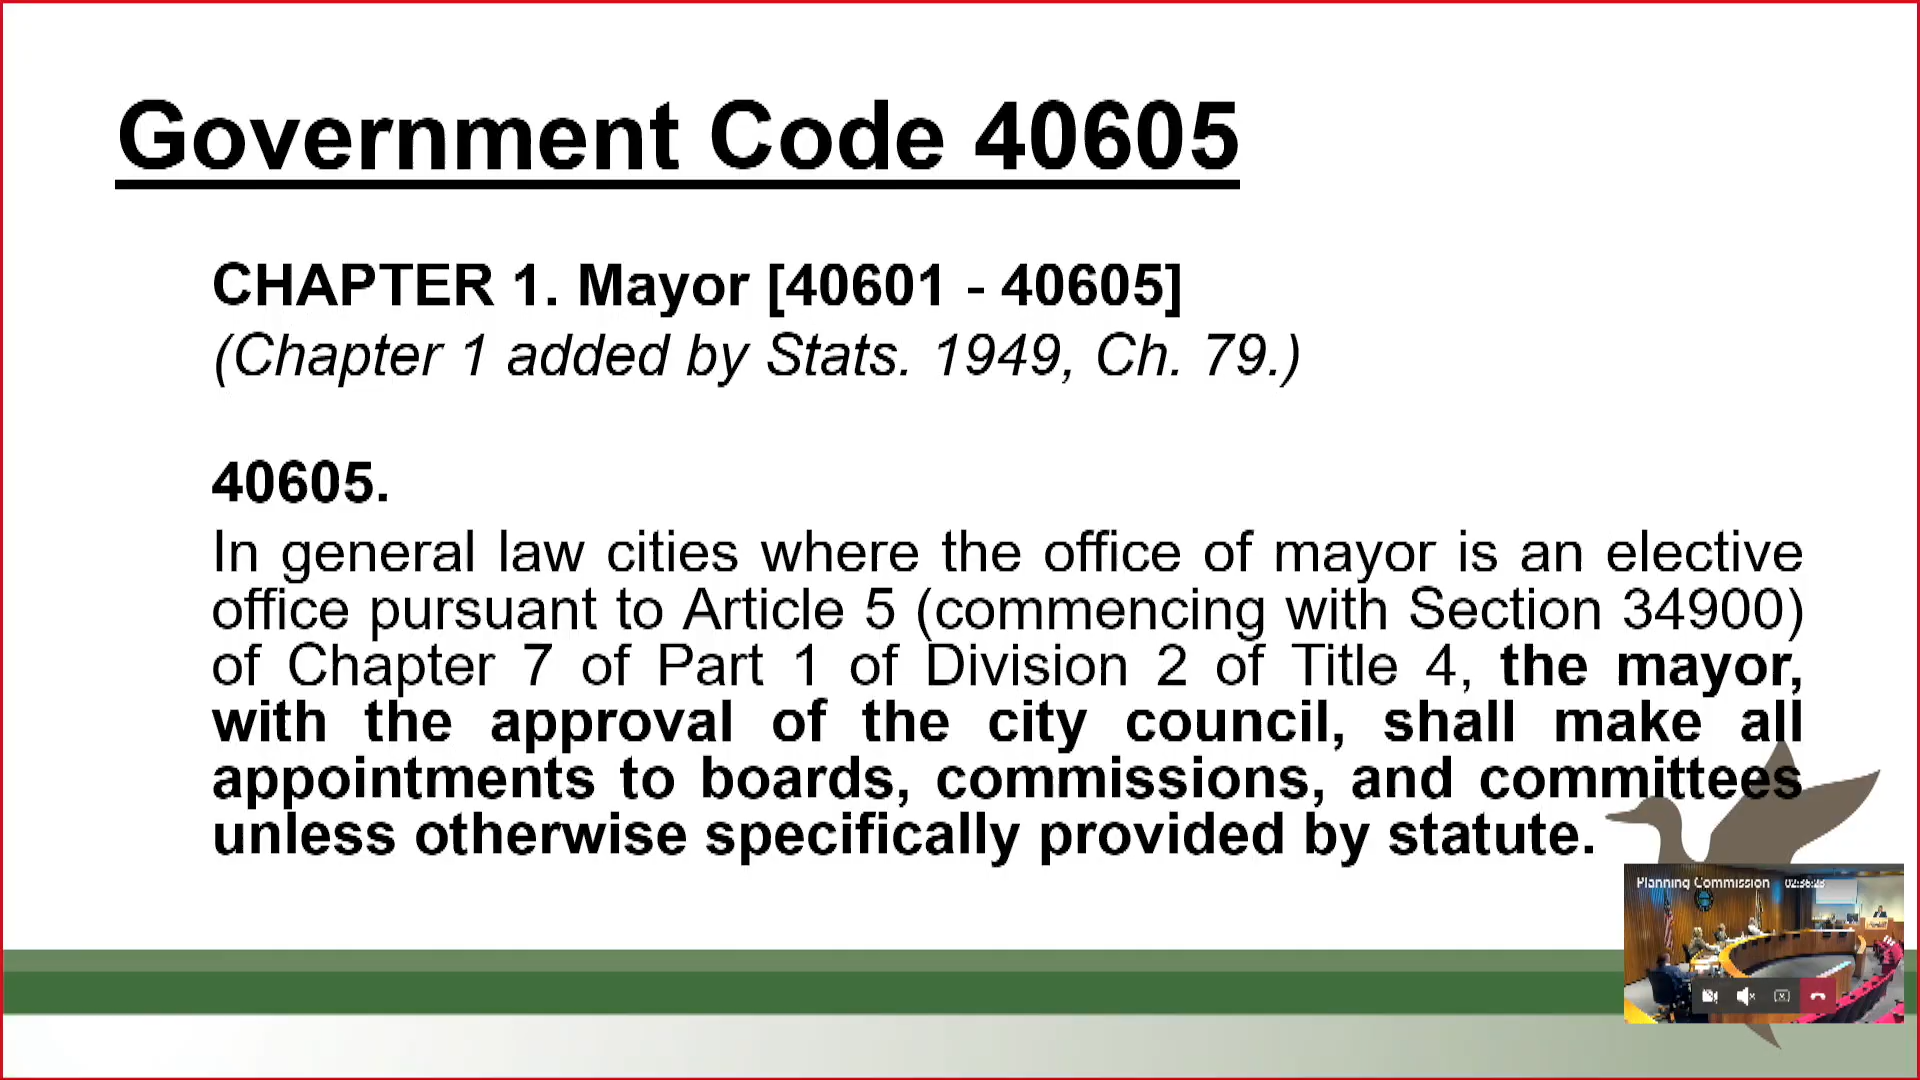 Government Code 40605
CHAPTER 1. Mayor [40601 - 40605]
(Chapter 1 added by Stats. 1949, Ch. 79.)
40605.
In general law cities where the office of mayor is an elective
office pursuant to Article 5 (commencing with Section 34900)
of Chapter 7 of Part 1 of Division 2 of Title 4, the mayor,
with the approval of the city council, shall make all
appointments to boards, commissions, and committees
unless otherwise specifically provided by statute.
Planning Commission 02:36:23